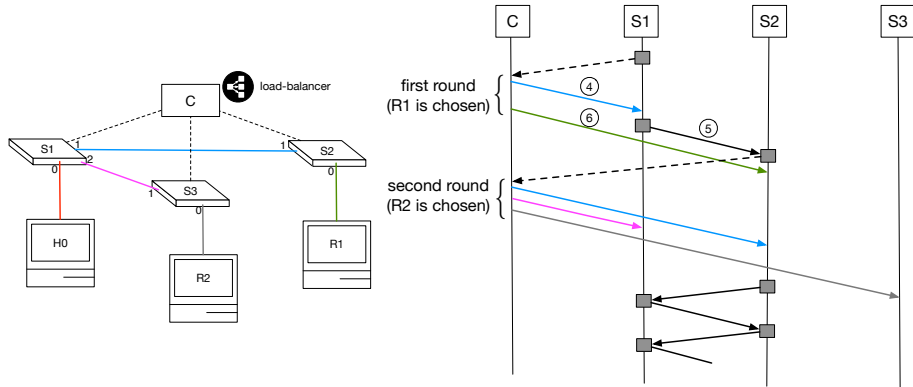 C
load-balancer
S1
1
2
0
1
S2
0
1
S3
0
H0
R2
R1
C
S1
S2
S3
first round
(R1 is chosen)
4
5
6
second round
(R2 is chosen)